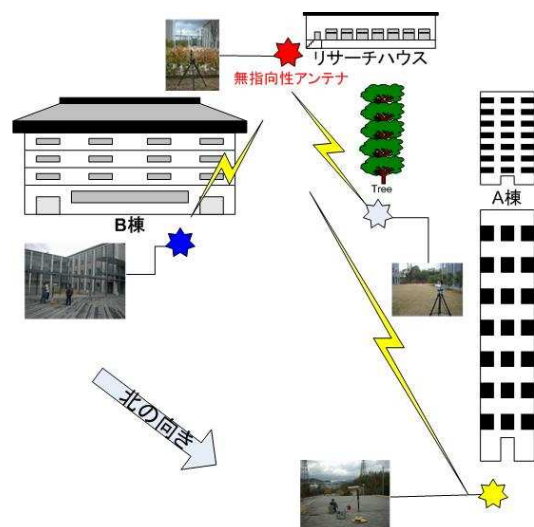 リサーチハウス
無指向性アンテナ
Tree
A棟
B棟
北の向き